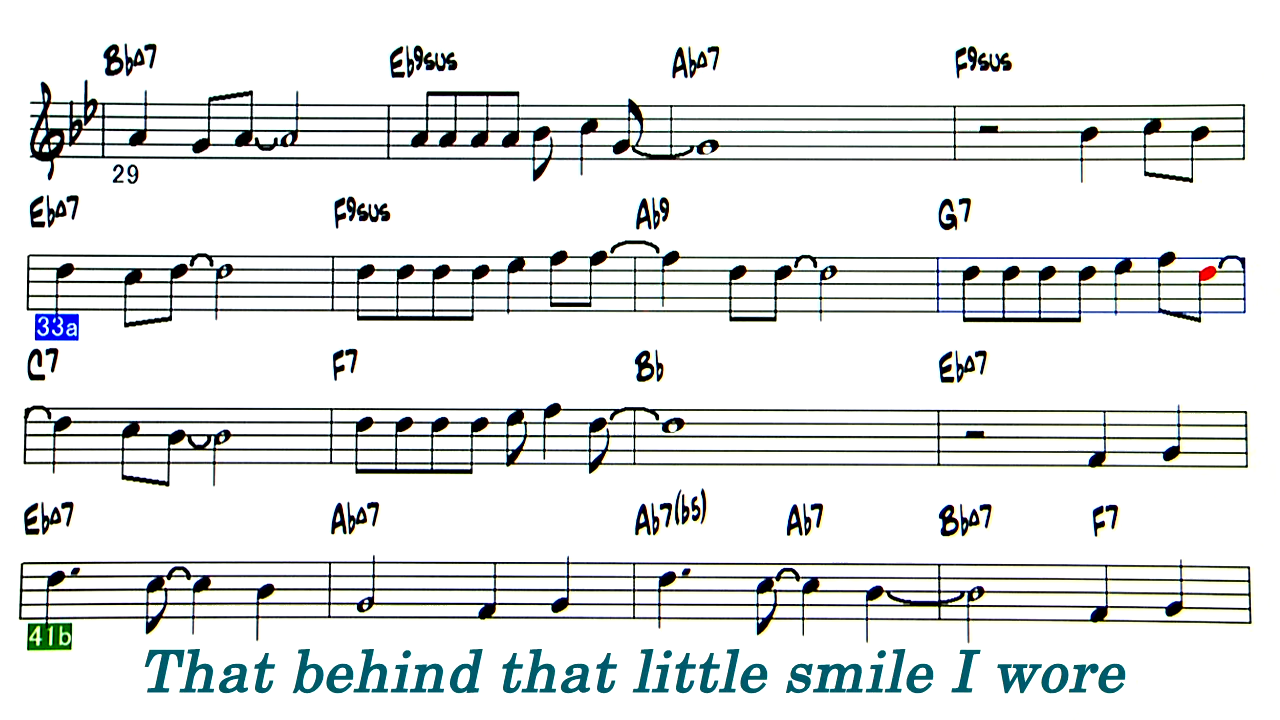 Bb△7 Eb9sus Ab△7 F9sus
29
Eb△7 F9sus Ab9 G7
33a
C7 F7 Bb Eb△7
Eb△7 Ab△7 Ab7(b5) Ab7 Bb△7 F7
41b
That behind that little smile I wore